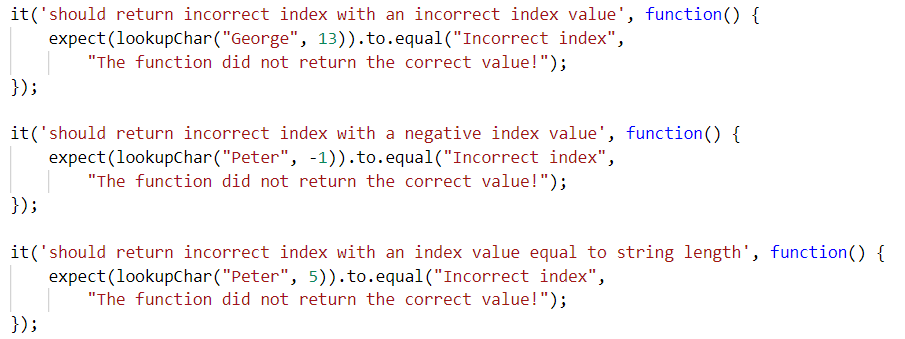 it('should return incorrect index with an incorrect index value', function() {
    expect(lookupChar("George", 13)).to.equal("Incorrect index",
        "The function did not return the correct value!");
});

it('should return incorrect index with a negative index value', function() {
    expect(lookupChar("Peter", -1)).to.equal("Incorrect index",
        "The function did not return the correct value!");
});

it('should return incorrect index with an index value equal to string length', function() {
    expect(lookupChar("Peter", 5)).to.equal("Incorrect index",
        "The function did not return the correct value!");
});